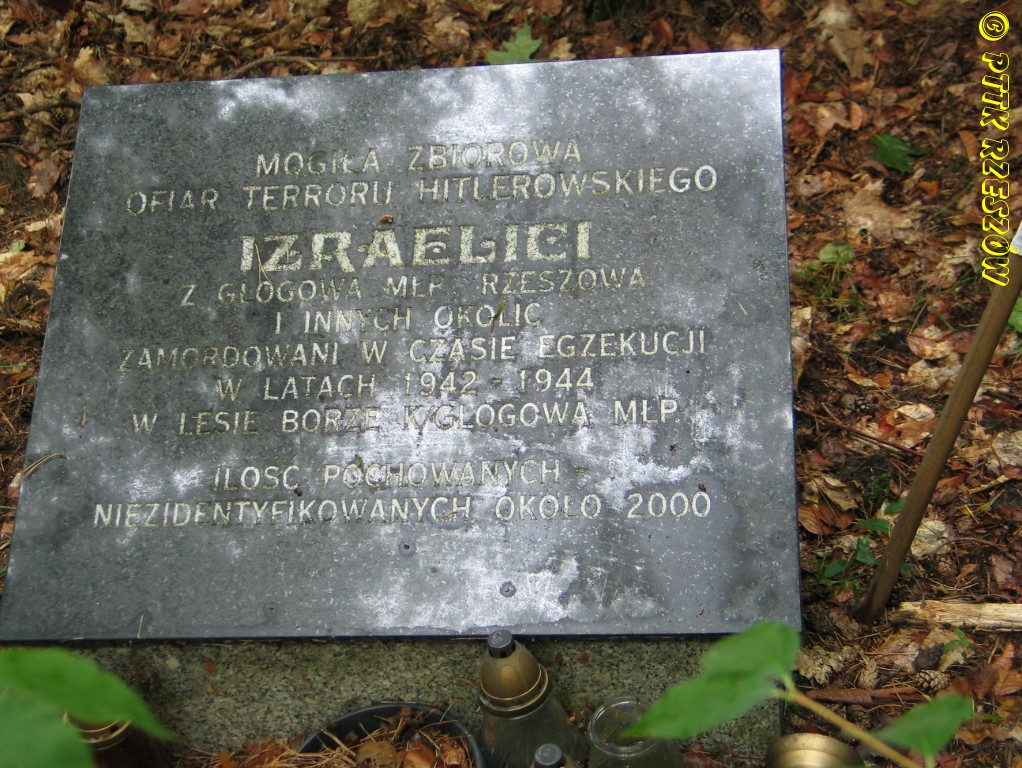 MOGIŁA ZBIOROWA
OFIAR TERRORU HITLEROWSKIEGO
IZRAELICI
Z GŁOGOWA MŁP. RZESZOWA
I INNYCH OKOLIC
ZAMORDOWANI W CZASIE EGZEKUCJI
W LATACH 1942 - 1944
W LESIE BORZE K/GŁOGOWA MŁP.
ILOŚĆ POCHOWANYCH -
NIEZIDENTYFIKOWANYCH OKOŁO 2000
© PTTK RZESZÓW